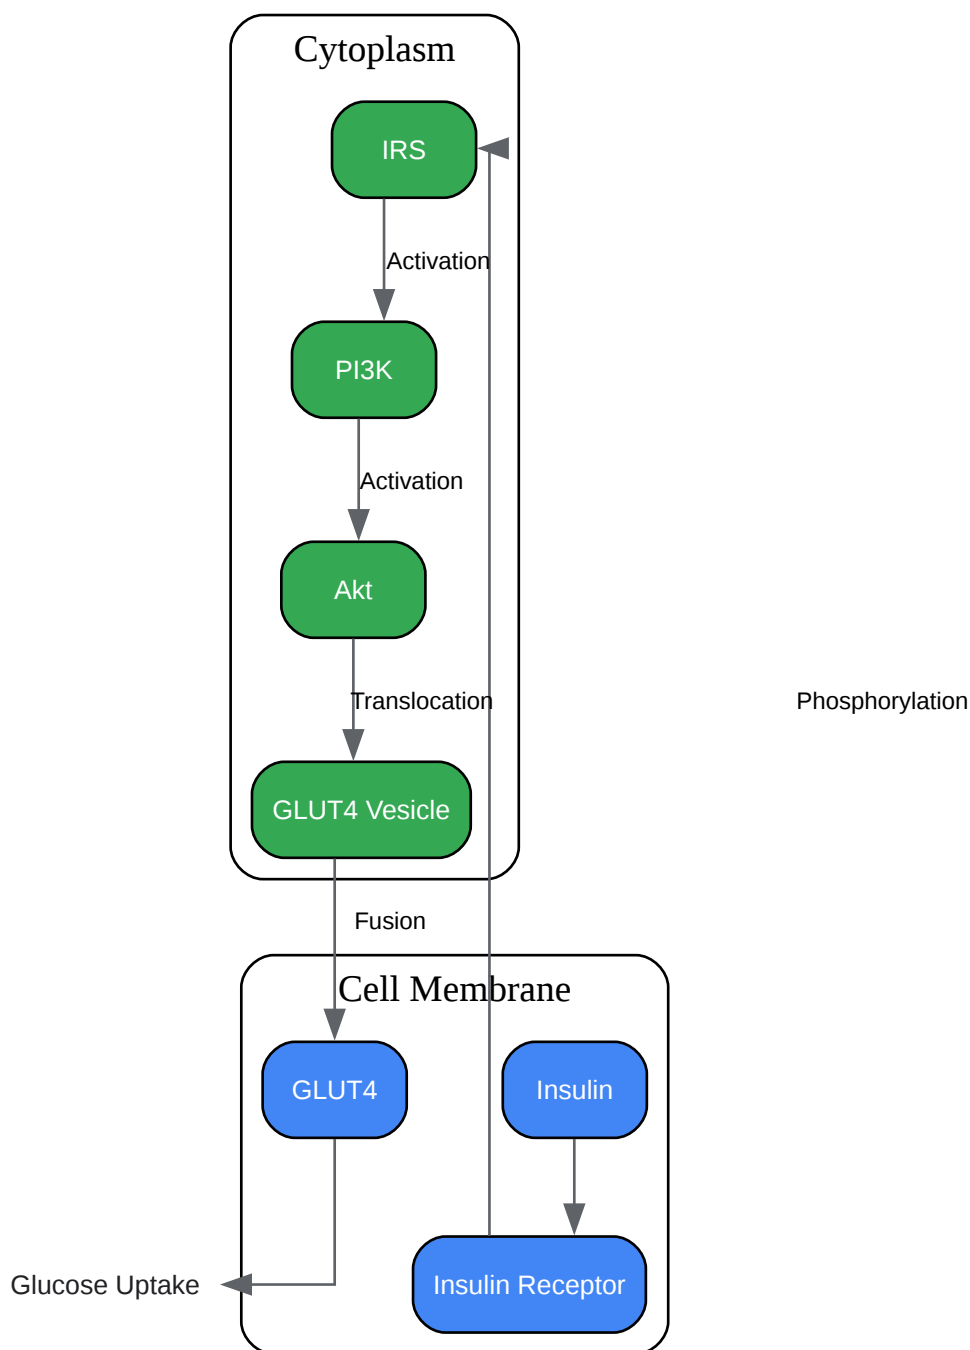 Cytoplasm
IRS
Activation
PI3K
Activation
Akt
Translocation
Phosphorylation
GLUT4 Vesicle
Fusion
Cell Membrane
GLUT4
Insulin
Glucose Uptake
Insulin Receptor